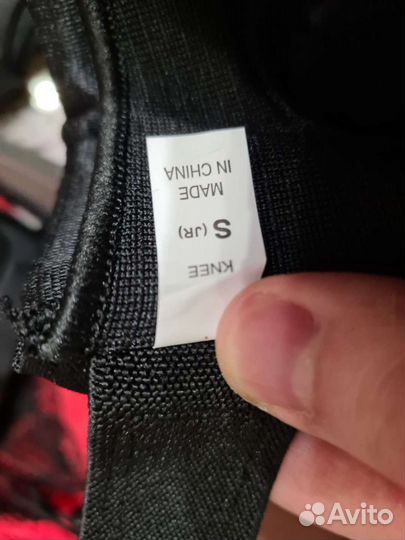 KNEE
S (JR)
MADE
IN CHINA
Avito